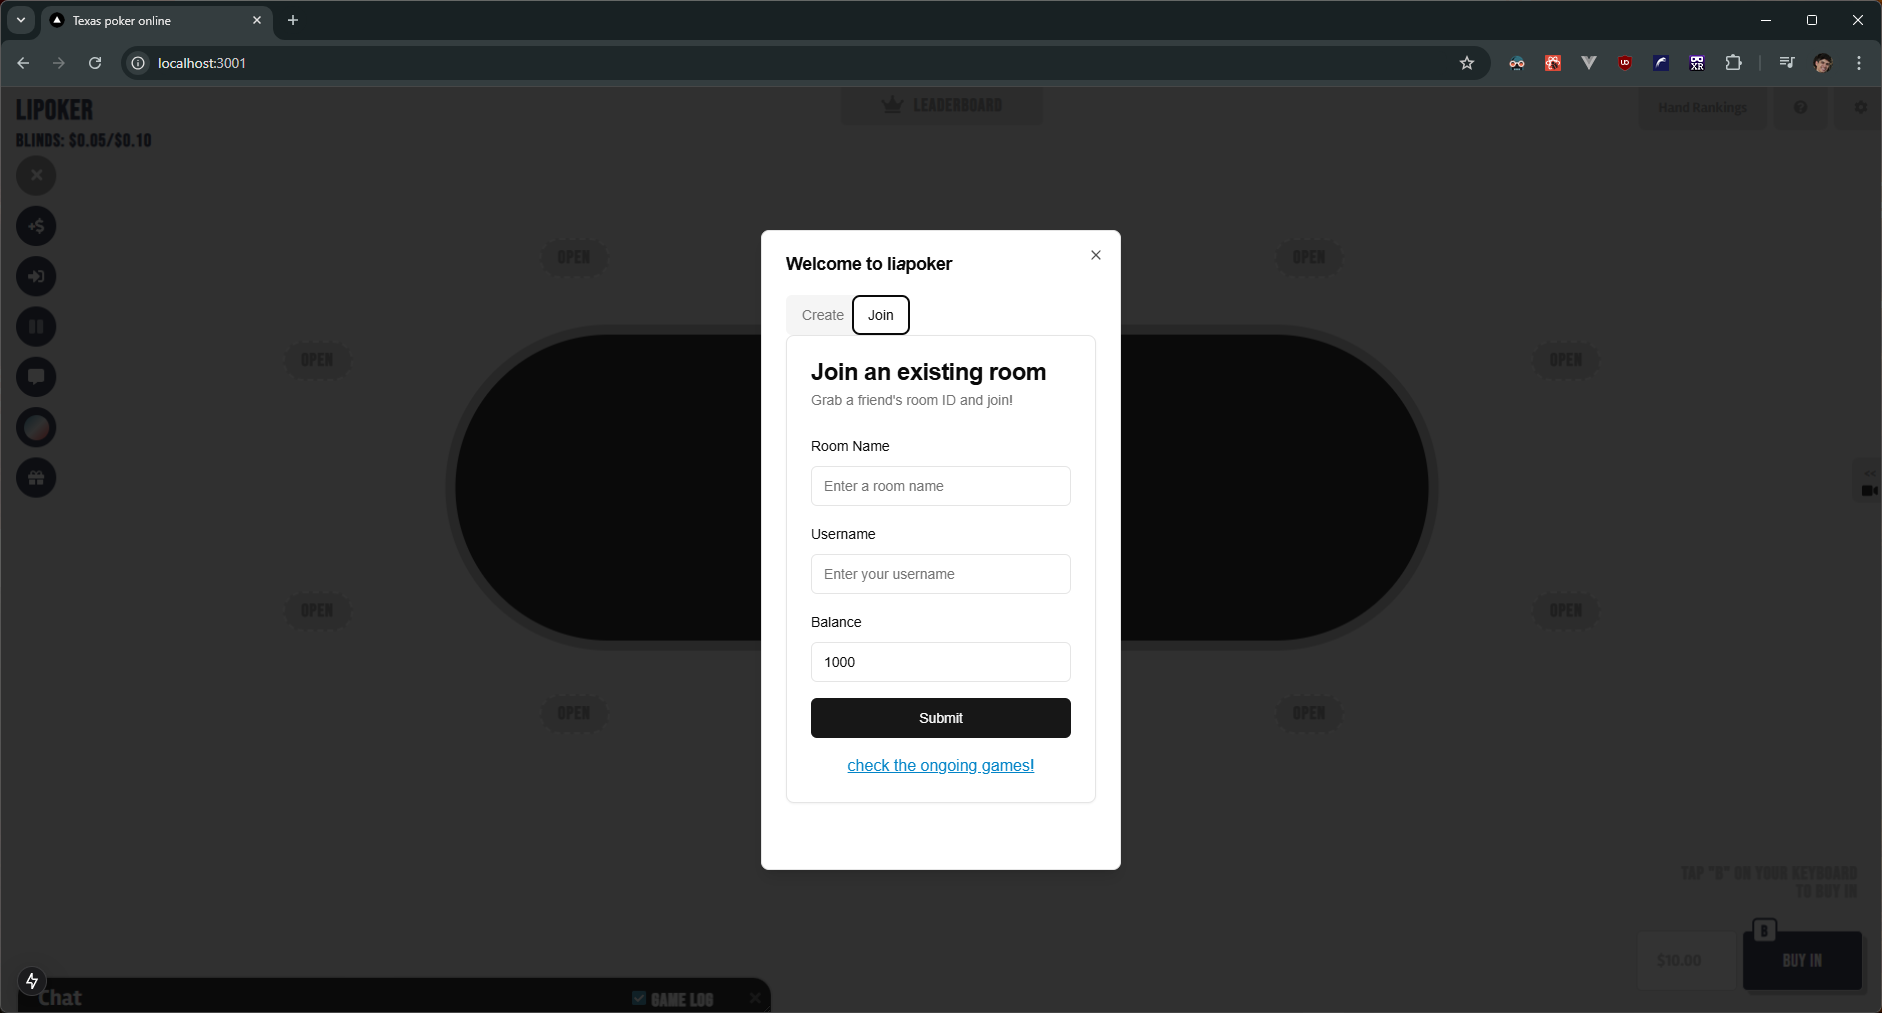 Texas poker online
localhost:3001
LIPOKER
BLINDS: $0.05/$0.10
LEADERBOARD
Hand Rankings
OPEN
OPEN
OPEN
OPEN
OPEN
OPEN
OPEN
OPEN
Welcome to liapoker
Create
Join
Join an existing room
Grab a friend's room ID and join!
Room Name
Enter a room name
Username
Enter your username
Balance
1000
Submit
check the ongoing games!
TAP "B" ON YOUR KEYBOARD
TO BUY IN
B
$10.00
BUY IN
Chat
GAME LOG